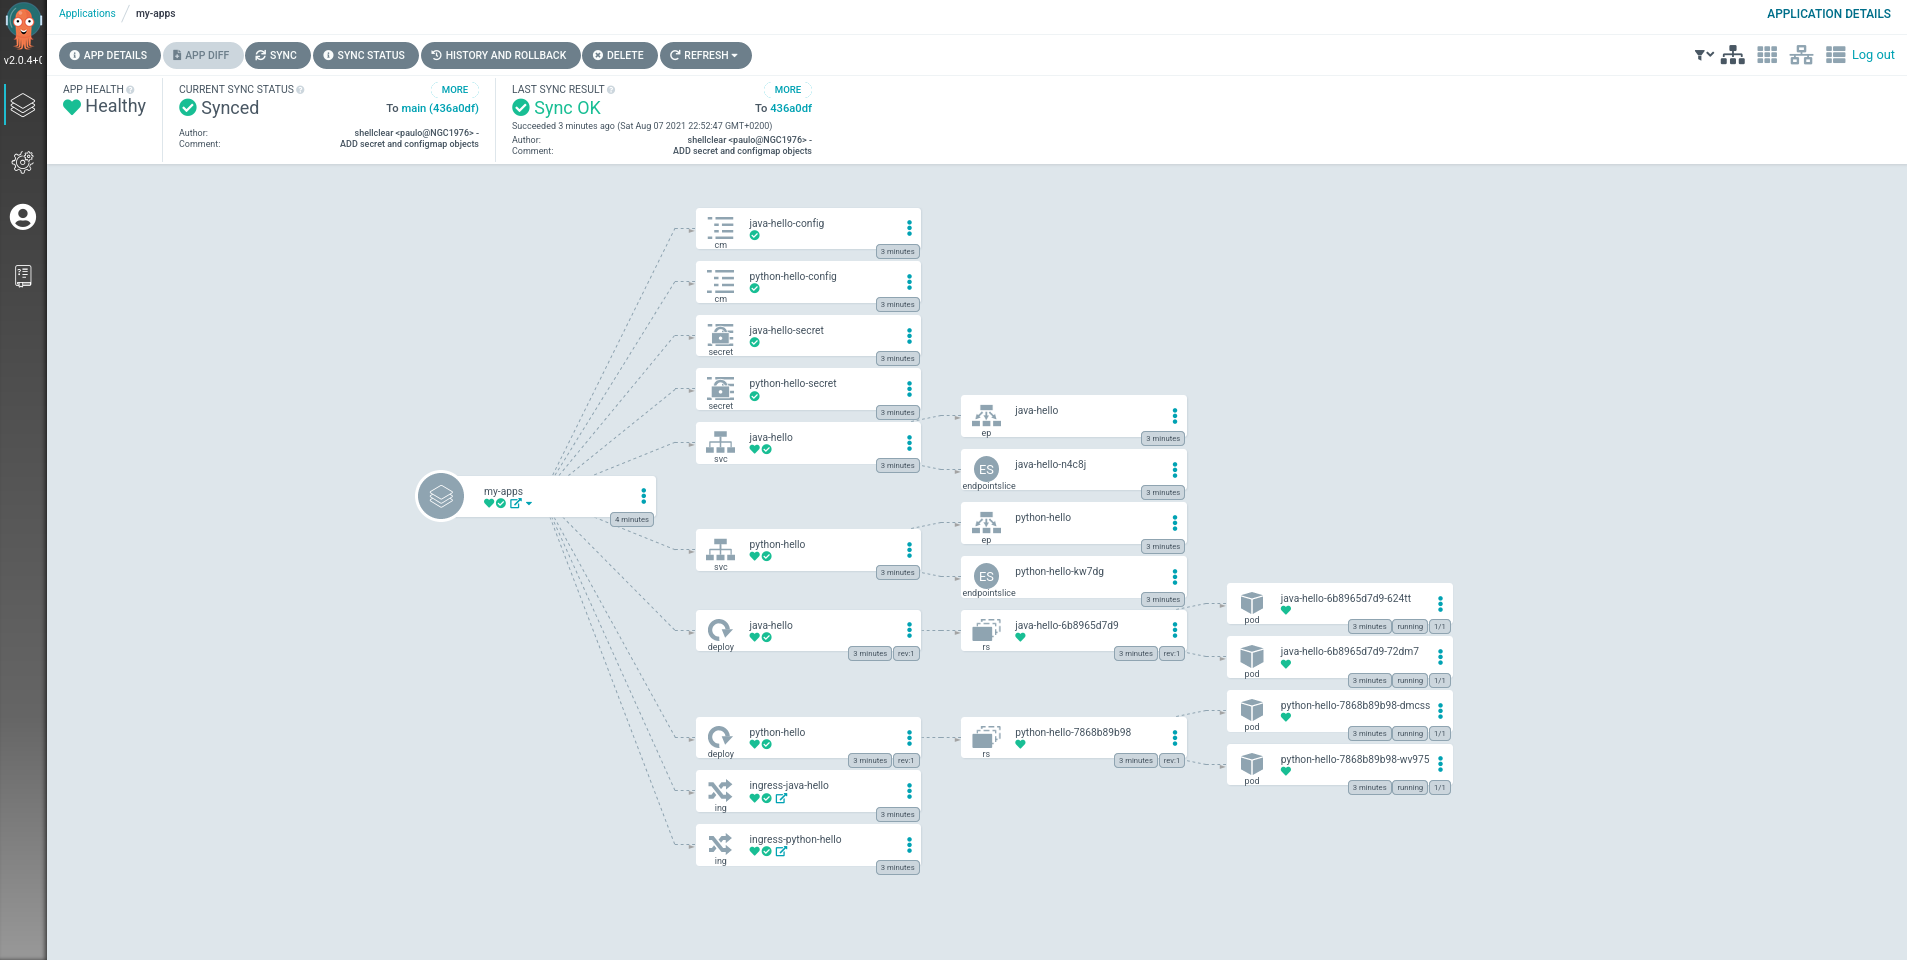 Applications / my-apps
APPLICATION DETAILS
v2.0.4+
APP DETAILS
APP DIFF
SYNC
SYNC STATUS
HISTORY AND ROLLBACK
DELETE
REFRESH
Log out
APP HEALTH
Healthy
CURRENT SYNC STATUS
MORE
Synced
To main (436a0df)
Author: shellclear <paulo@NGC1976> -
Comment: ADD secret and configmap objects
LAST SYNC RESULT
MORE
Sync OK
To 436a0df
Succeeded 3 minutes ago (Sat Aug 07 2021 22:52:47 GMT+0200)
Author: shellclear <paulo@NGC1976> -
Comment: ADD secret and configmap objects
my-apps
4 minutes
java-hello-config
cm
3 minutes
python-hello-config
cm
3 minutes
java-hello-secret
secret
3 minutes
python-hello-secret
secret
3 minutes
java-hello
svc
3 minutes
python-hello
svc
3 minutes
java-hello
deploy
3 minutes
rev:1
python-hello
deploy
3 minutes
rev:1
ingress-java-hello
ing
3 minutes
ingress-python-hello
ing
3 minutes
java-hello
ep
3 minutes
ES
java-hello-n4c8j
endpointslice
3 minutes
python-hello
ep
3 minutes
ES
python-hello-kw7dg
endpointslice
3 minutes
java-hello-6b8965d7d9
rs
3 minutes
rev:1
python-hello-7868b89b98
rs
3 minutes
rev:1
java-hello-6b8965d7d9-624tt
pod
3 minutes
running
1/1
java-hello-6b8965d7d9-72dm7
pod
3 minutes
running
1/1
python-hello-7868b89b98-dmcss
pod
3 minutes
running
1/1
python-hello-7868b89b98-wv975
pod
3 minutes
running
1/1